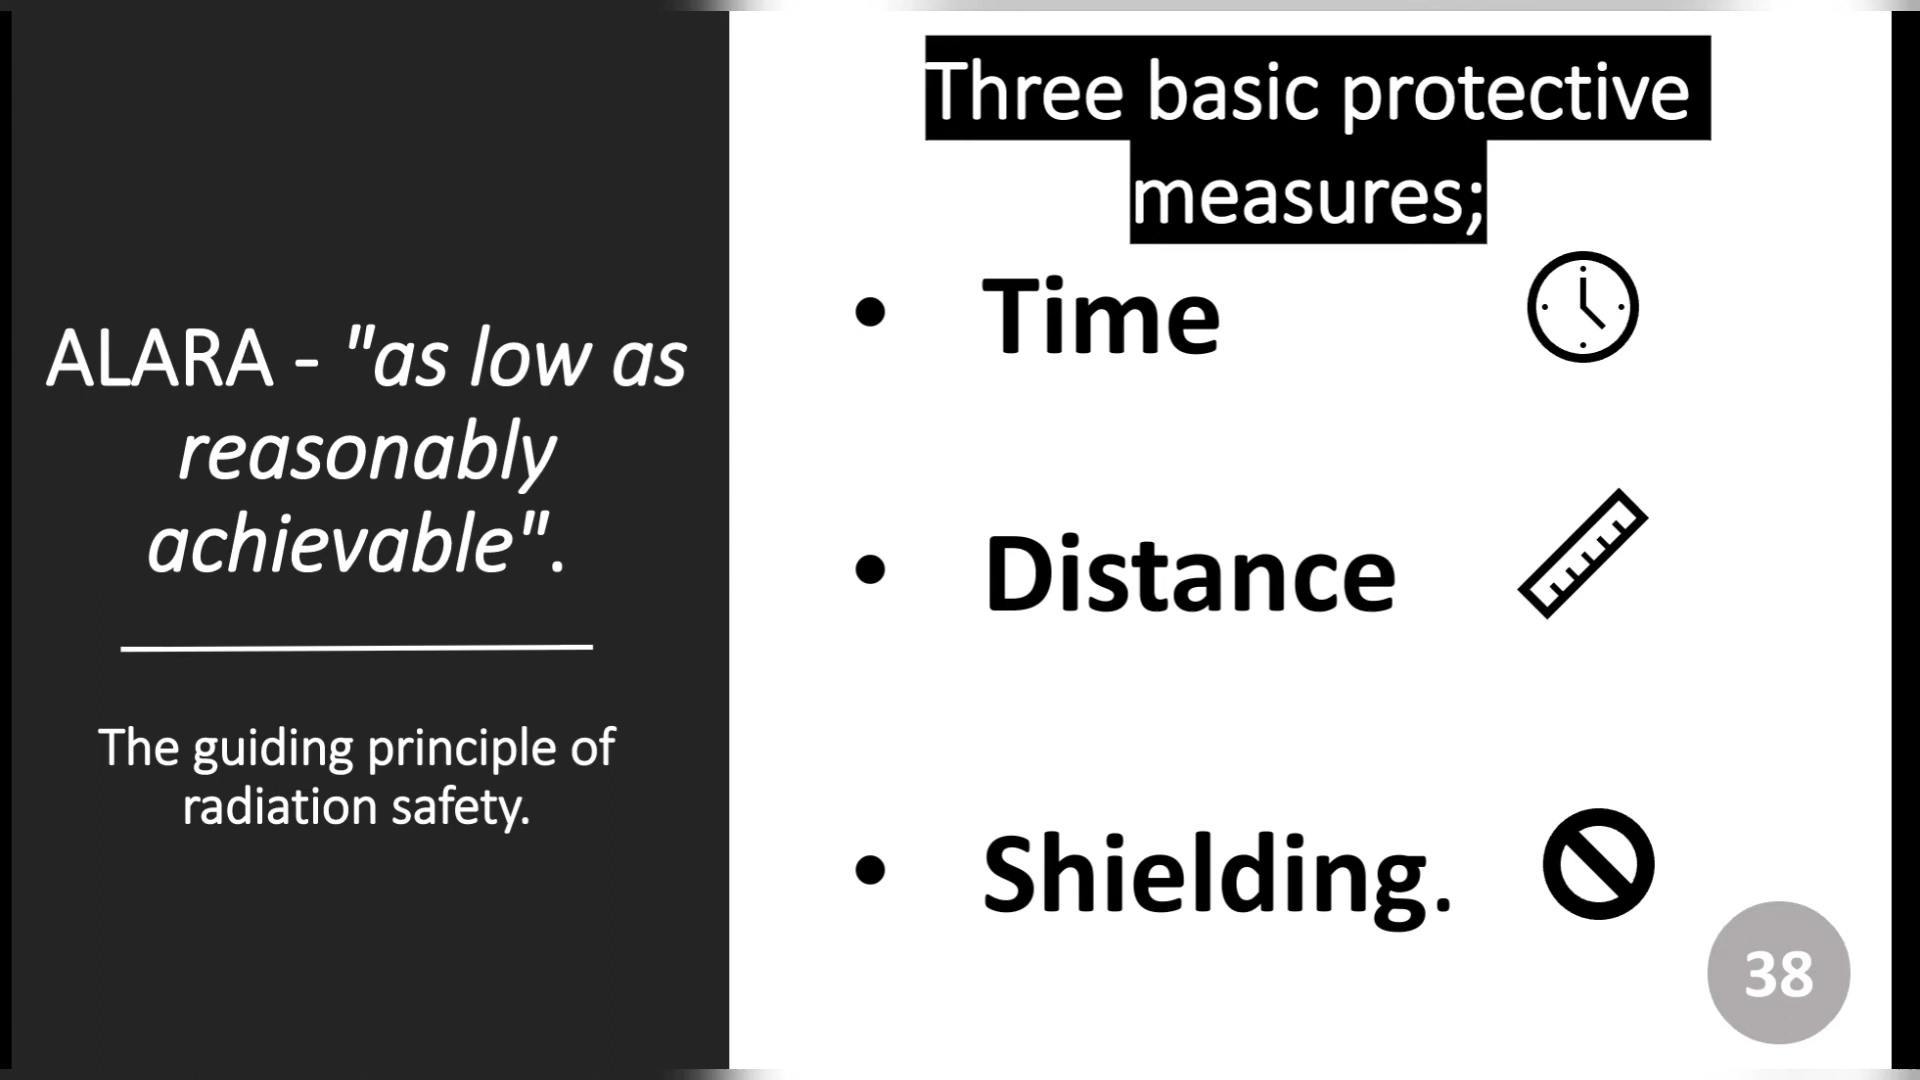 ALARA - "as low as
reasonably
achievable".
The guiding principle of
radiation safety.
Three basic protective
measures;
• Time
• Distance
• Shielding.
38